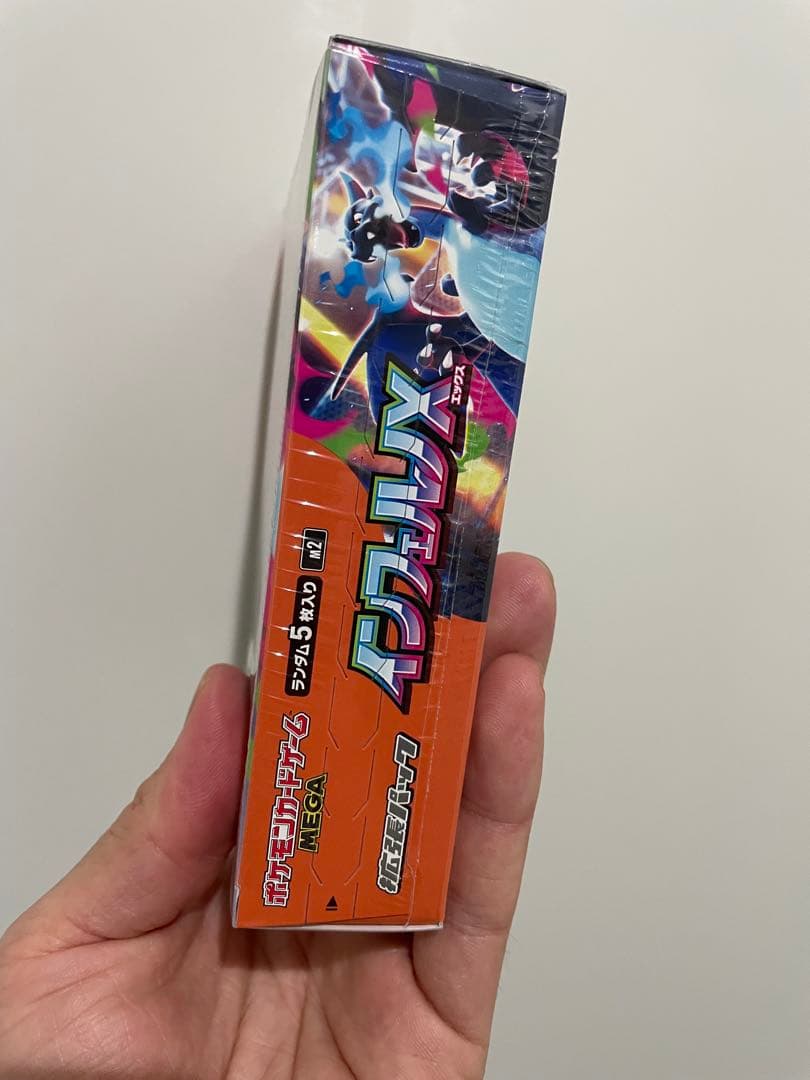 ポケモンカードゲーム
MEGA
ランダム5枚入り
M2
拡張パック
インフェルノX
エックス